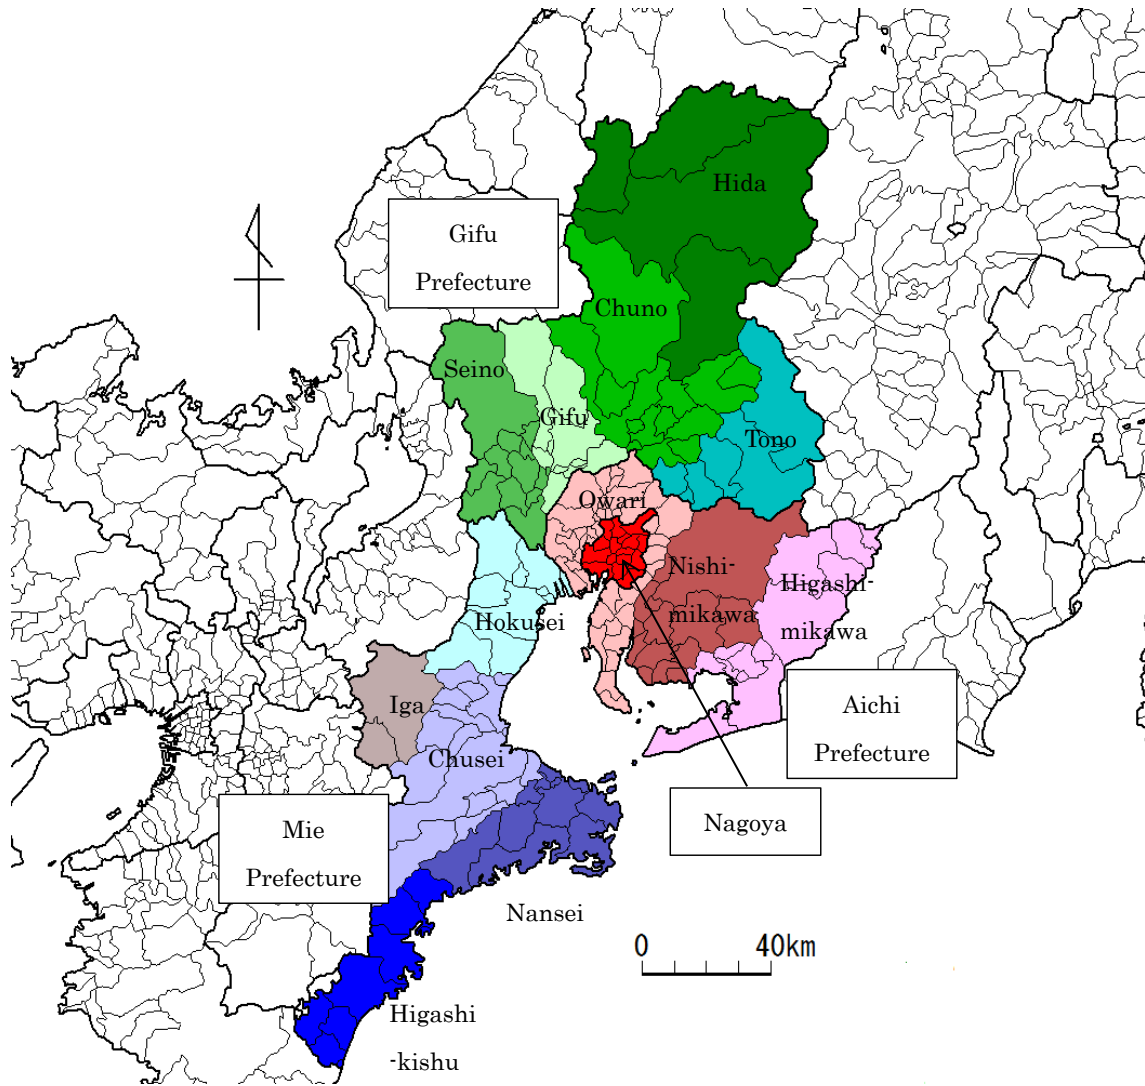 Hida
Gifu
Prefecture
Chuno
Seino
Gifu
Tono
Owari
Nishi-
mikawa
Higashi-
mikawa
Hokusei
Iga
Chusei
Aichi
Prefecture
Nagoya
Mie
Prefecture
Nansei
0 40km
Higashi
-kishu